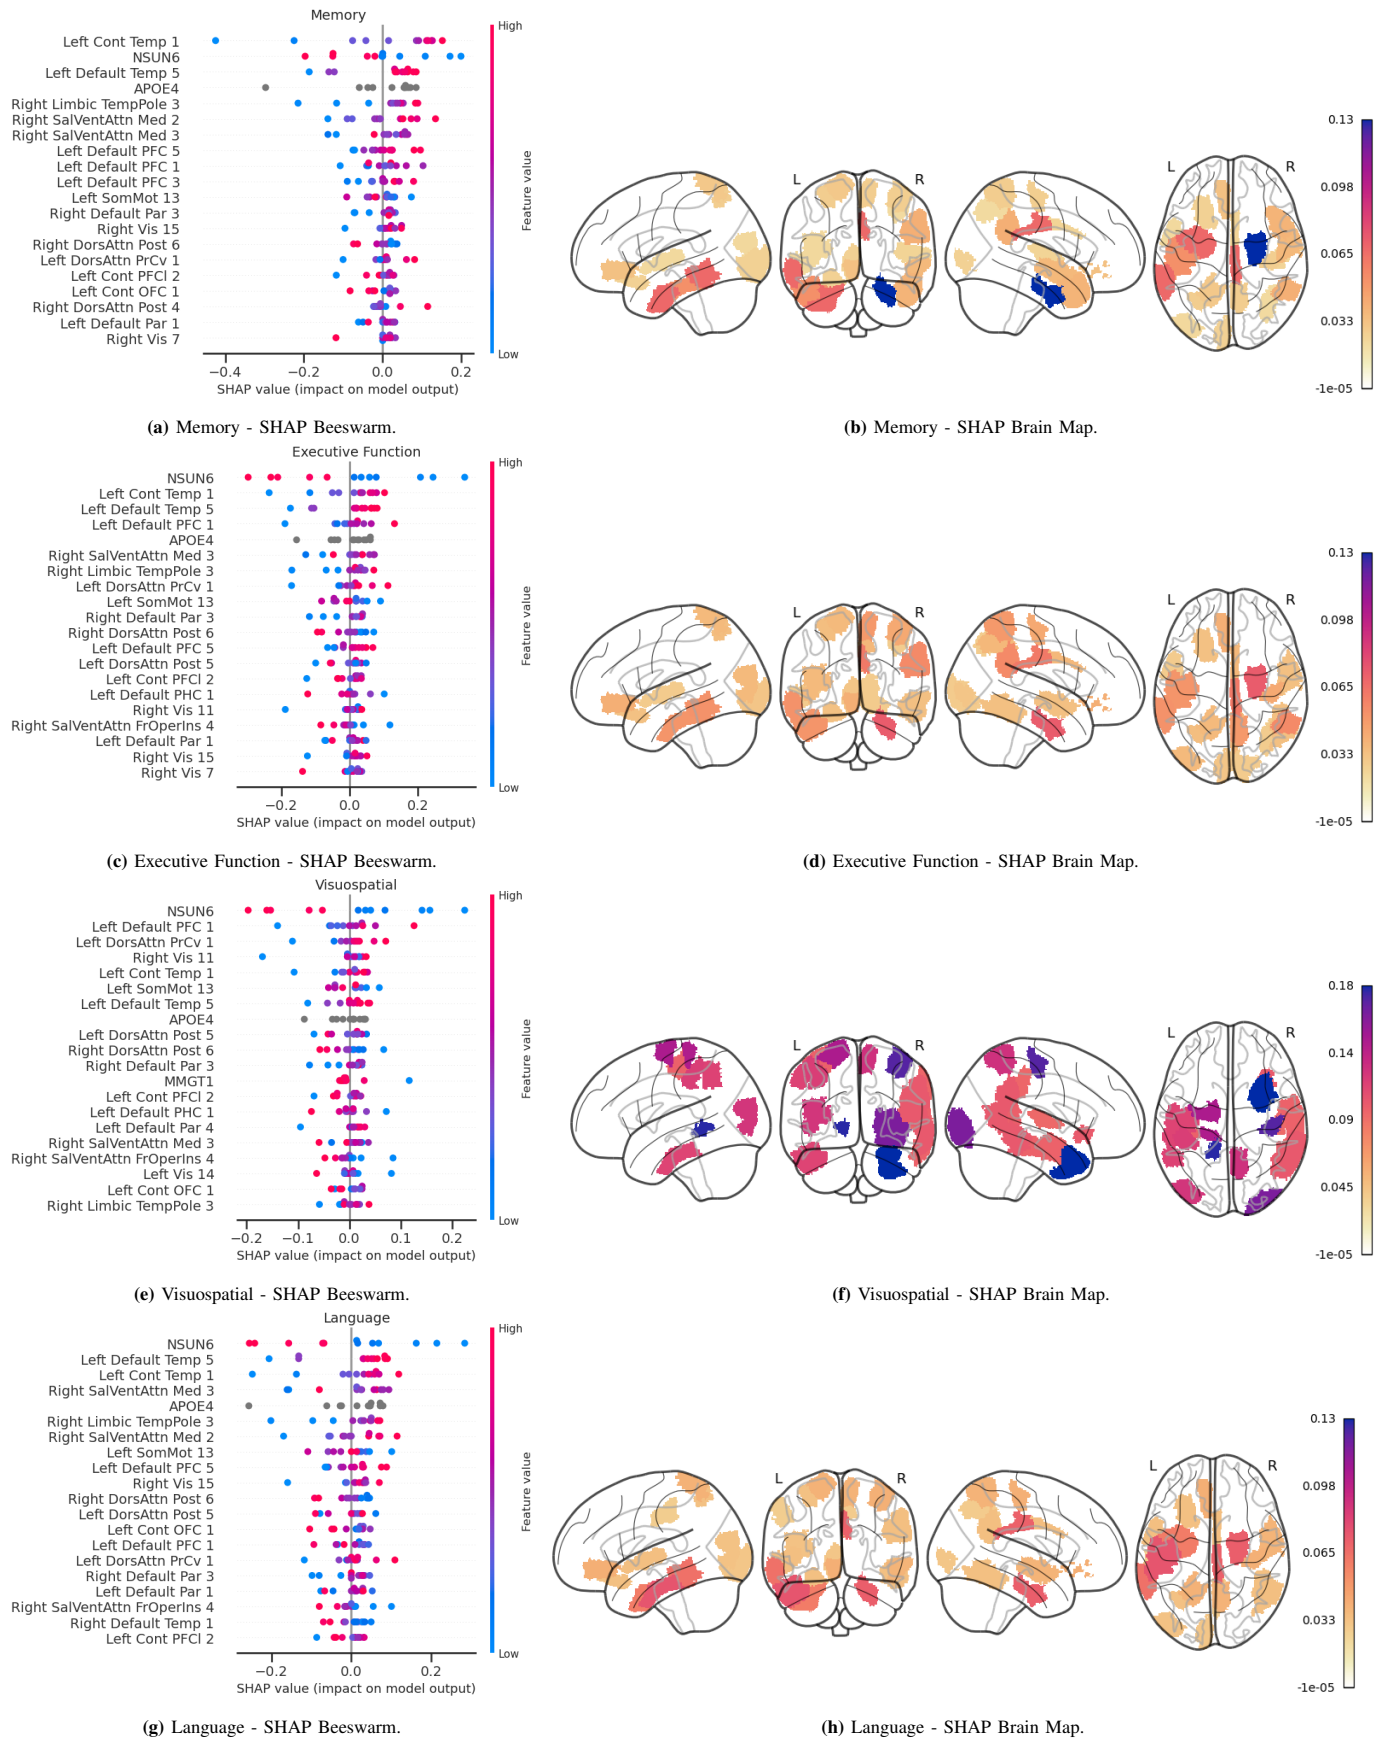 Memory
Left Cont Temp 1
NSUN6
Left Default Temp 5
APOE4
Right Limbic TempPole 3
Right SalVentAttn Med 2
Right SalVentAttn Med 3
Left Default PFC 5
Left Default PFC 1
Left Default PFC 3
Left SomMot 13
Right Default Par 3
Right Vis 15
Right DorsAttn Post 6
Left DorsAttn PrCv 1
Left Cont PFCl 2
Left Cont OFC 1
Right DorsAttn Post 4
Left Default Par 1
Right Vis 7
−0.4 −0.2 0.0 0.2
SHAP value (impact on model output)
High
Feature value
Low
L R L R
0.13
0.098
0.065
0.033
-1e-05
(a) Memory - SHAP Beeswarm.
(b) Memory - SHAP Brain Map.
Executive Function
NSUN6
Left Cont Temp 1
Left Default Temp 5
Left Default PFC 1
APOE4
Right SalVentAttn Med 3
Right Limbic TempPole 3
Left DorsAttn PrCv 1
Left SomMot 13
Right Default Par 3
Right DorsAttn Post 6
Left Default PFC 5
Left DorsAttn Post 5
Left Cont PFCl 2
Left Default PHC 1
Right Vis 11
Right SalVentAttn FrOperIns 4
Left Default Par 1
Right Vis 15
Right Vis 7
−0.2 0.0 0.2
SHAP value (impact on model output)
High
Feature value
Low
L R L R
0.13
0.098
0.065
0.033
-1e-05
(c) Executive Function - SHAP Beeswarm.
(d) Executive Function - SHAP Brain Map.
Visuospatial
NSUN6
Left Default PFC 1
Left DorsAttn PrCv 1
Right Vis 11
Left Cont Temp 1
Left SomMot 13
Left Default Temp 5
APOE4
Left DorsAttn Post 5
Right DorsAttn Post 6
Right Default Par 3
MMGT1
Left Cont PFCl 2
Left Default PHC 1
Left Default Par 4
Right SalVentAttn Med 3
Right SalVentAttn FrOperIns 4
Left Vis 14
Left Cont OFC 1
Right Limbic TempPole 3
−0.2 −0.1 0.0 0.1 0.2
SHAP value (impact on model output)
High
Feature value
Low
L R L R
0.18
0.14
0.09
0.045
-1e-05
(e) Visuospatial - SHAP Beeswarm.
(f) Visuospatial - SHAP Brain Map.
Language
NSUN6
Left Default Temp 5
Left Cont Temp 1
Right SalVentAttn Med 3
APOE4
Right Limbic TempPole 3
Right SalVentAttn Med 2
Left SomMot 13
Left Default PFC 5
Right Vis 15
Right DorsAttn Post 6
Left DorsAttn Post 5
Left Cont OFC 1
Left Default PFC 1
Left DorsAttn PrCv 1
Right Default Par 3
Left Default Par 1
Right SalVentAttn FrOperIns 4
Right Default Temp 1
Left Cont PFCl 2
−0.2 0.0 0.2
SHAP value (impact on model output)
High
Feature value
Low
L R L R
0.13
0.098
0.065
0.033
-1e-05
(g) Language - SHAP Beeswarm.
(h) Language - SHAP Brain Map.